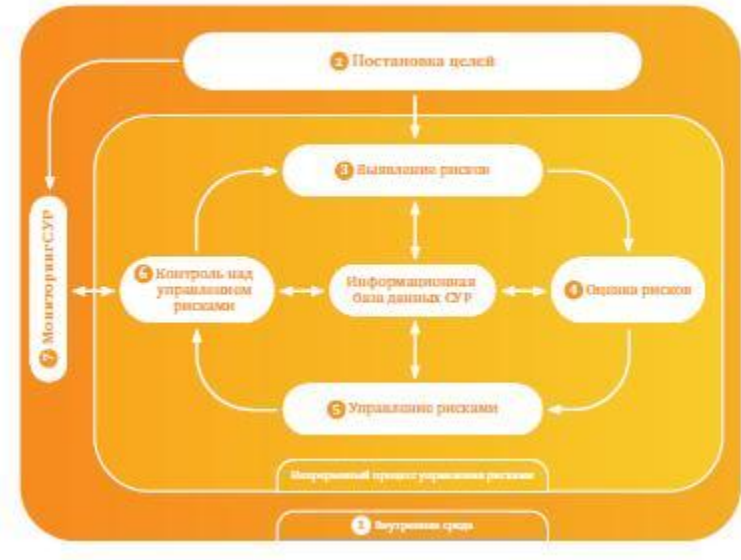 2 Постановка целей
3 Выявление рисков
6 Контроль над
управлением
рисками
Информационная
база данных СУР
4 Оценка рисков
7 Мониторинг СУР
5 Управление рисками
Непрерывный процесс управления рисками
1 Внутренняя среда